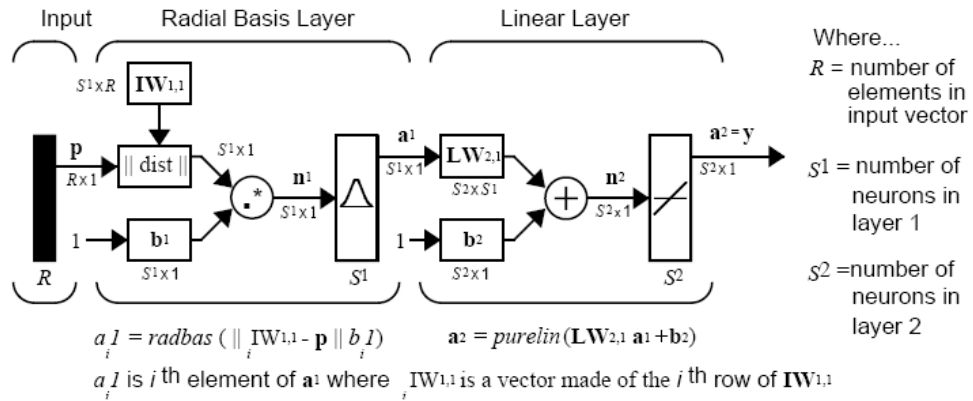 Input Radial Basis Layer Linear Layer
Where...
R = number of
elements in
input vector
S1 = number of
neurons in
layer 1
S2 =number of
neurons in
layer 2
S1xR IW1,1
p
Rx1
|| dist ||
S1x1
1
b1
S1x1
.*
n1
S1x1
a1
S1x1
R
S1
LW2,1
S2xS1
1
b2
S2x1
+
n2
S2x1
a2 = y
S2x1
S2
ai1 = radbas ( || iIW1,1 - p || bi1)
a2 = purelin(LW2,1 a1+b2)
ai1 is i th element of a1 where iIW1,1 is a vector made of the i th row of IW1,1